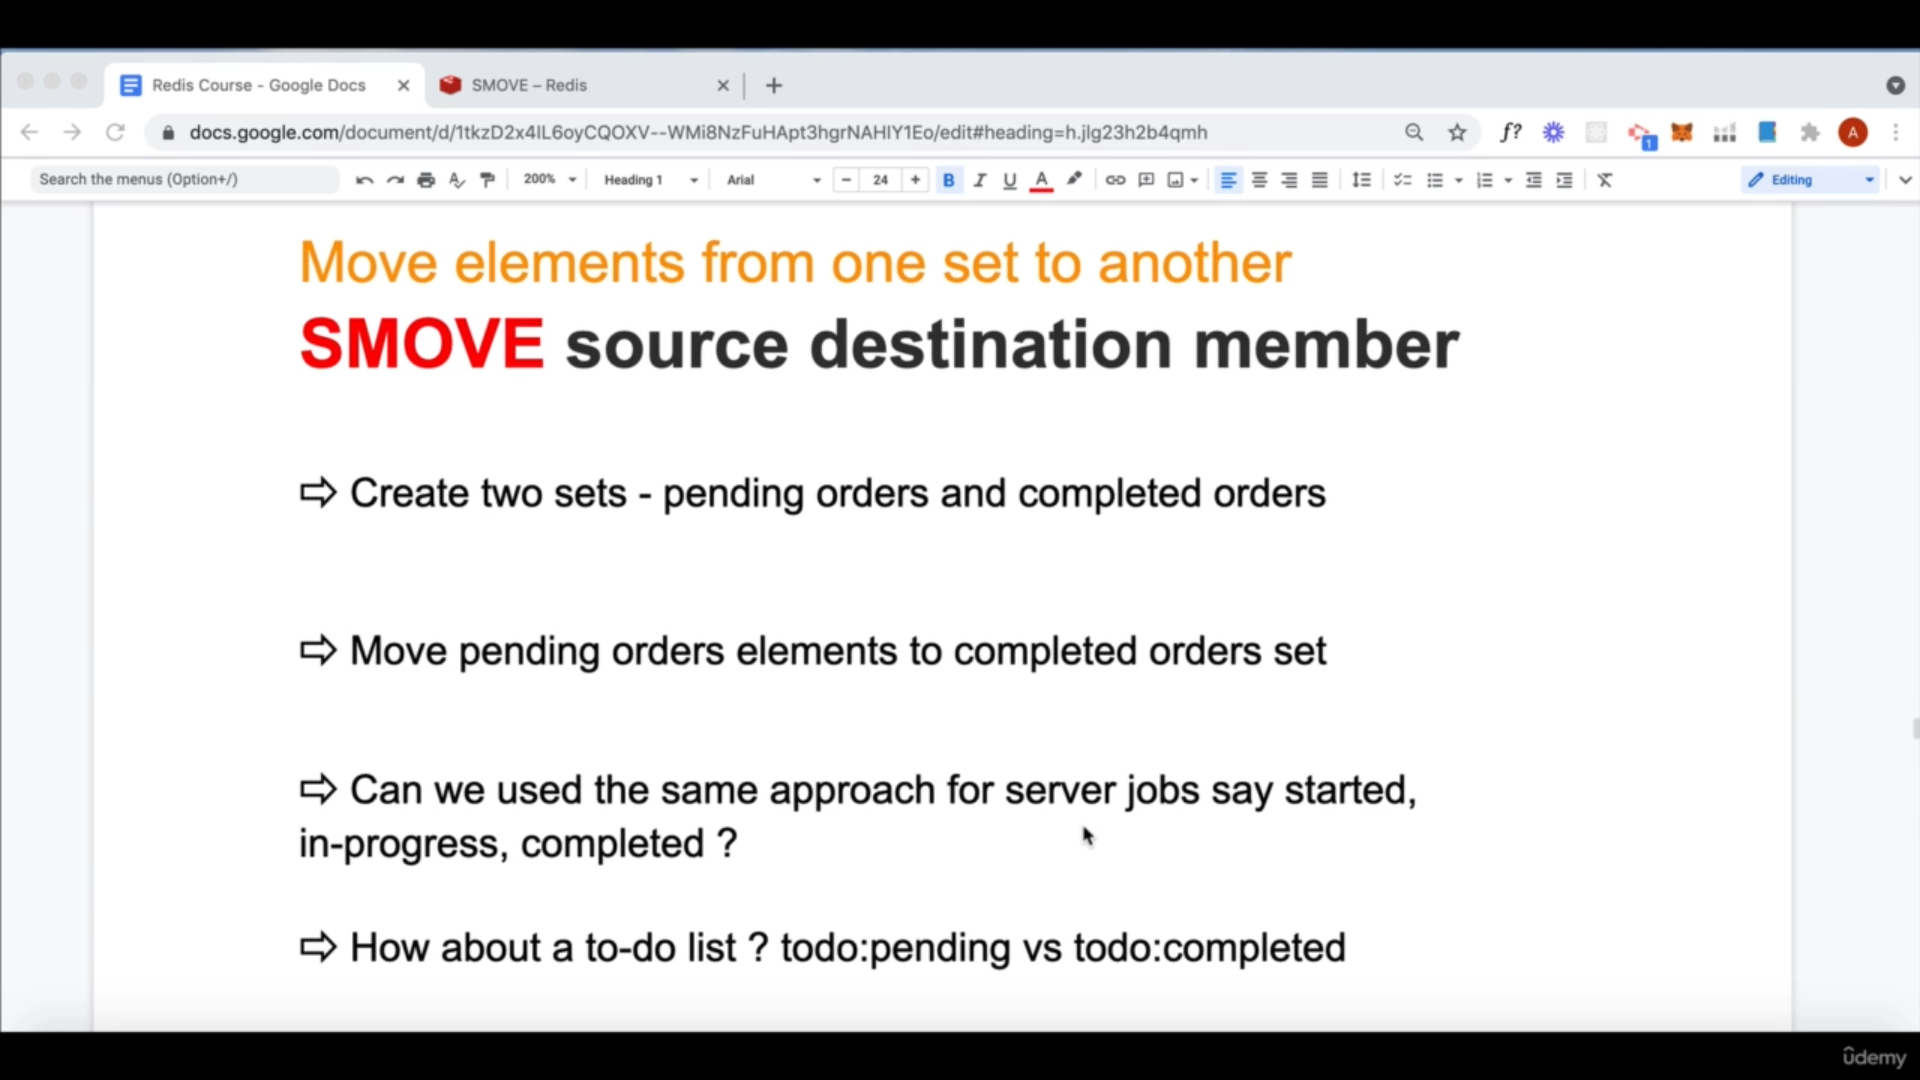 Redis Course - Google Docs
SMOVE – Redis
docs.google.com/document/d/1tkzD2x4IL6oyCQOXV--WMi8NzFuHApt3hgrNAHIY1Eo/edit#heading=h.jlg23h2b4qmh
f?
1
A
Search the menus (Option+/)
200%
Heading 1
Arial
24
B I U A
Editing
Move elements from one set to another
SMOVE source destination member
⇨ Create two sets - pending orders and completed orders
⇨ Move pending orders elements to completed orders set
⇨ Can we used the same approach for server jobs say started,
in-progress, completed ?
⇨ How about a to-do list ? todo:pending vs todo:completed
ûdemy